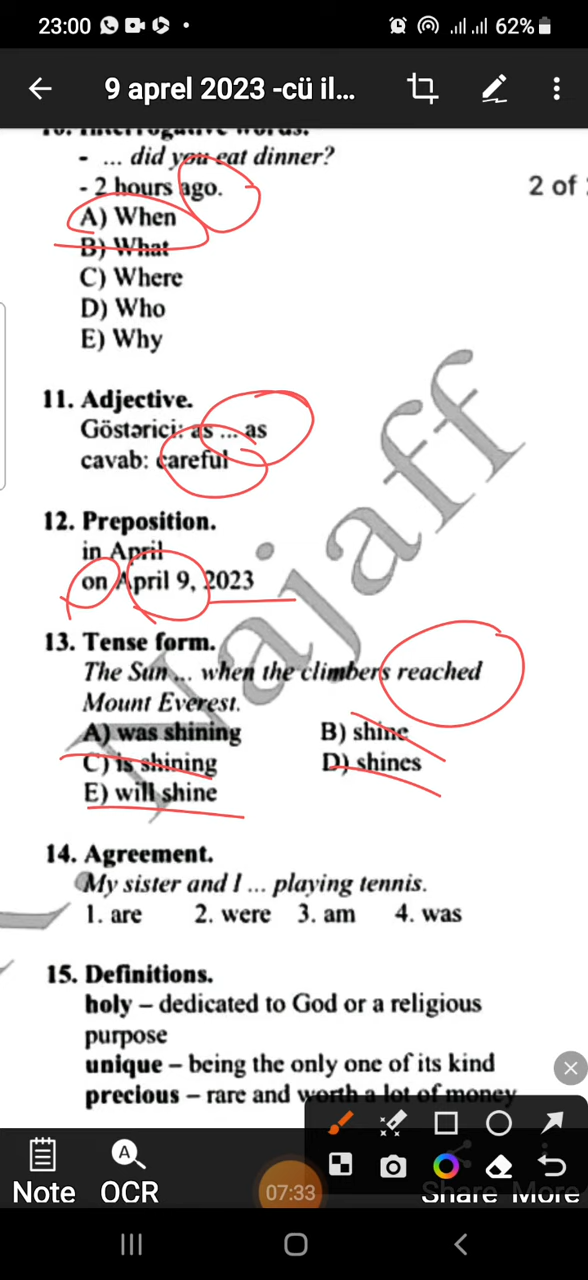 23:00
62%
9 aprel 2023 -cü il...
10. Interrogative words.
- ... did you eat dinner?
- 2 hours ago.
2 of
A) When
B) What
C) Where
D) Who
E) Why
11. Adjective.
Göstərici: as ... as
cavab: careful
12. Preposition.
in April
on April 9, 2023
13. Tense form.
The Sun ... when the climbers reached
Mount Everest.
A) was shining B) shine
C) is shining D) shines
E) will shine
14. Agreement.
My sister and I ... playing tennis.
1. are 2. were 3. am 4. was
15. Definitions.
holy – dedicated to God or a religious
purpose
unique – being the only one of its kind
precious – rare and worth a lot of money
Najaff
A
Note OCR 07:33 Share More